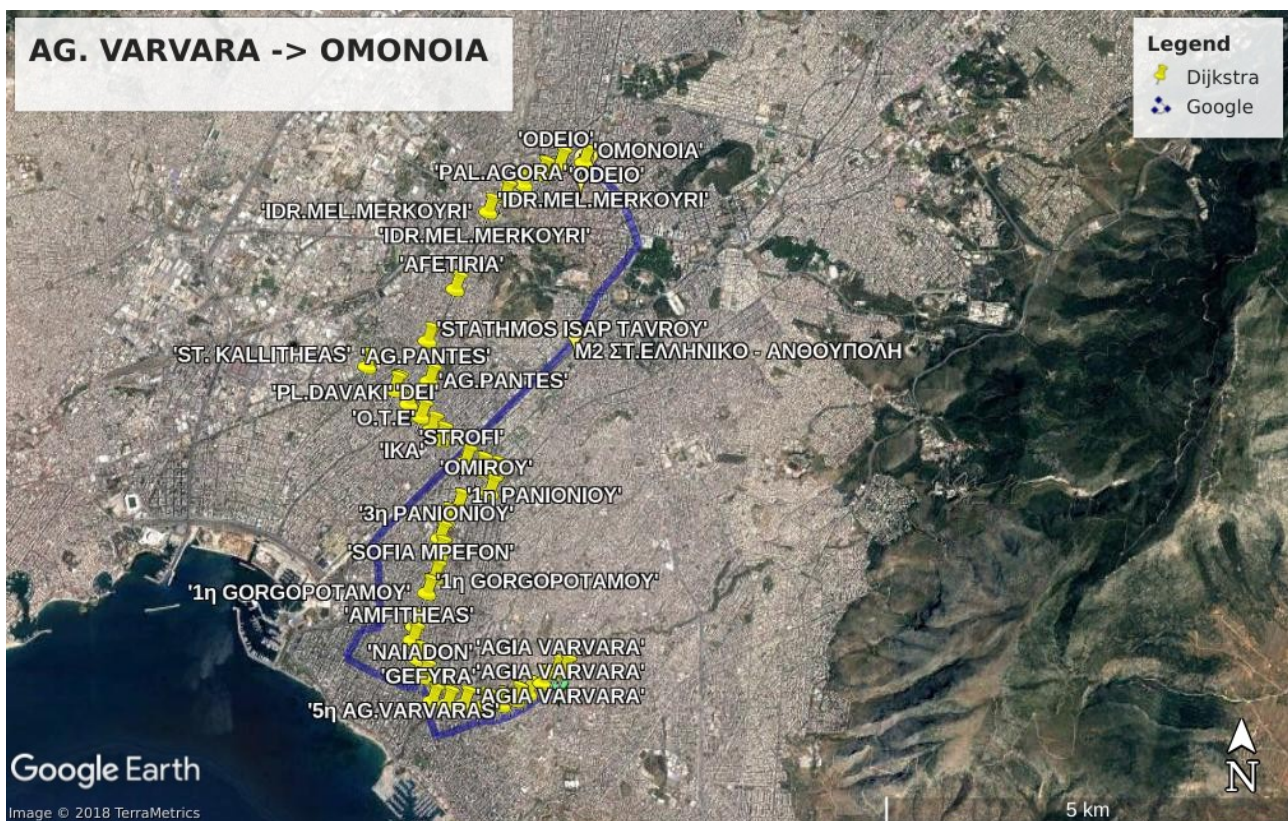 AG. VARVARA -> OMONOIA
Legend
Dijkstra
Google
'ODEIO'
'OMONOIA'
'PAL.AGORA'
'ODEIO'
'IDR.MEL.MERKOYRI'
'IDR.MEL.MERKOYRI'
'IDR.MEL.MERKOYRI'
'AFETIRIA'
'STATHMOS ISAP TAVROY'
M2 ΣΤ.ΕΛΛΗΝΙΚΟ - ΑΝΘΟΥΠΟΛΗ
'ST. KALLITHEAS'
'AG.PANTES'
'AG.PANTES'
'PL.DAVAKI'
'DEI'
'O.T.E'
'STROFI'
'IKA'
'OMIROY'
'1η PANIONIOY'
'3η PANIONIOY'
'SOFIA MPEFON'
'1η GORGOPOTAMOY'
'1η GORGOPOTAMOY'
'AMFITHEAS'
'NAIADON'
'AGIA VARVARA'
'GEFYRA'
'AGIA VARVARA'
'AGIA VARVARA'
'5η AG.VARVARAS'
N
Google Earth
Image © 2018 TerraMetrics
5 km